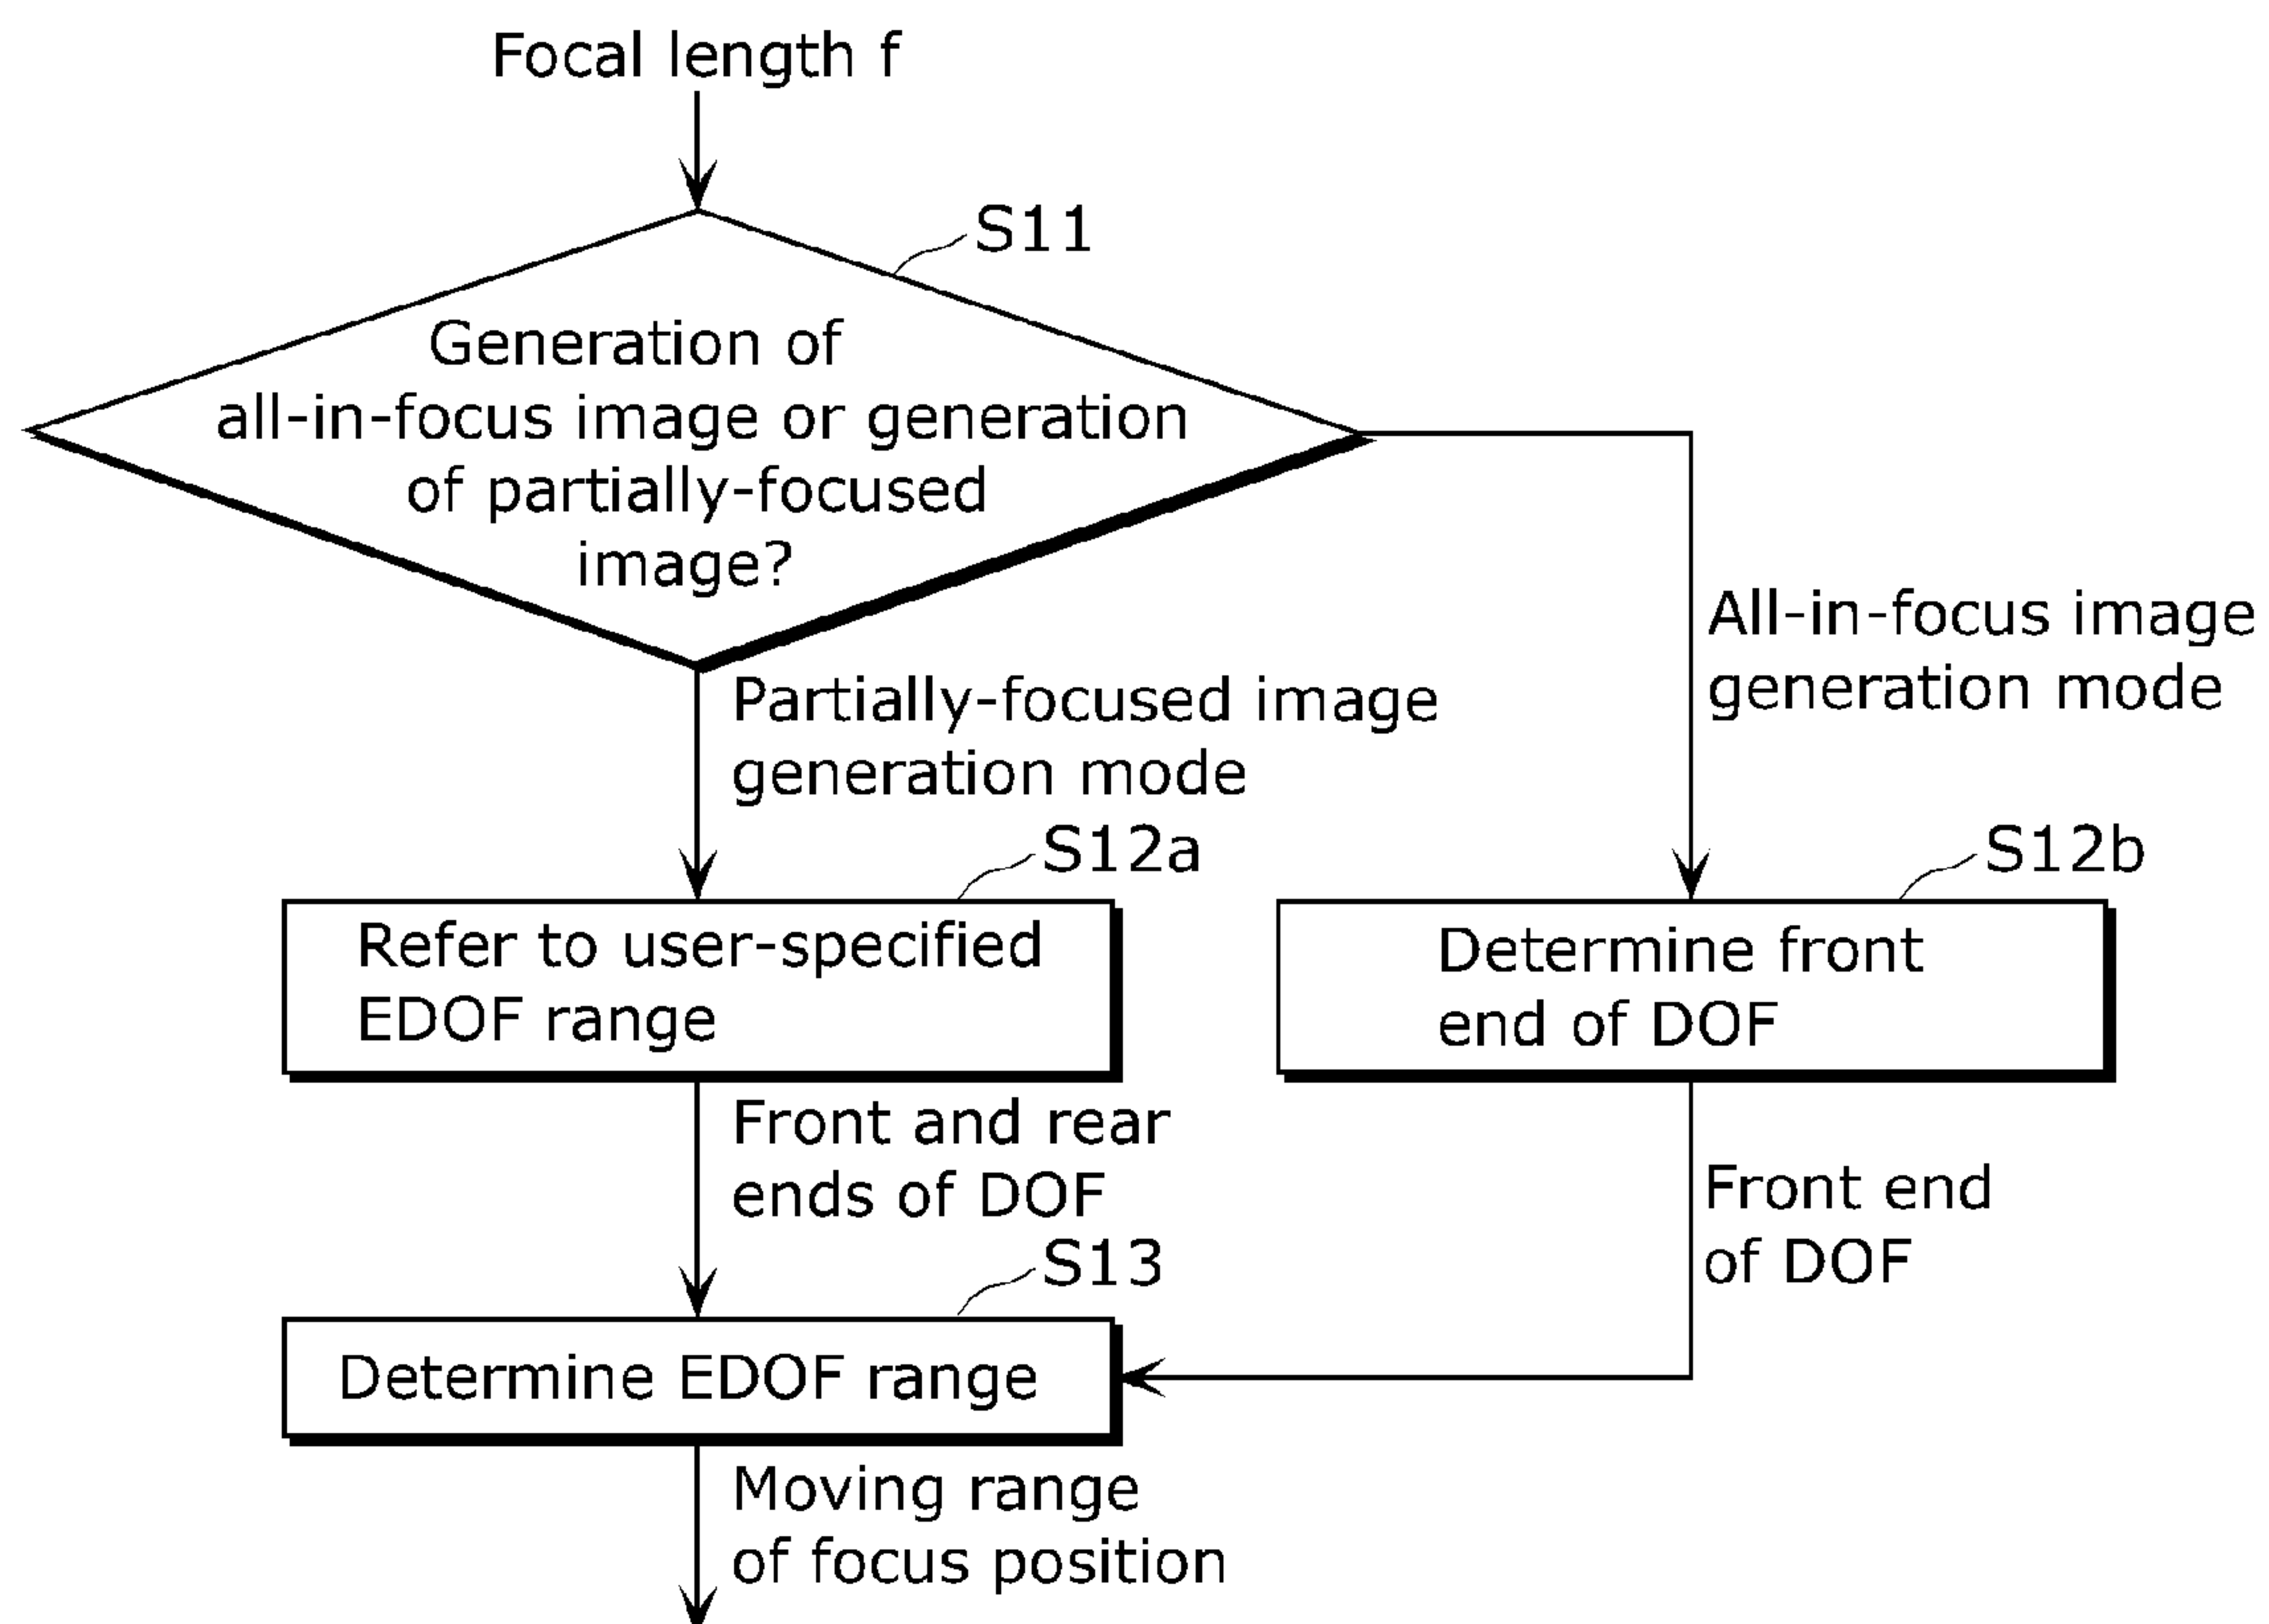 Focal length f
S11
Generation of
all-in-focus image or generation
of partially-focused
image?
All-in-focus image
generation mode
Partially-focused image
generation mode
S12a
S12b
Refer to user-specified
EDOF range
Determine front
end of DOF
Front and rear
ends of DOF
Front end
of DOF
S13
Determine EDOF range
Moving range
of focus position